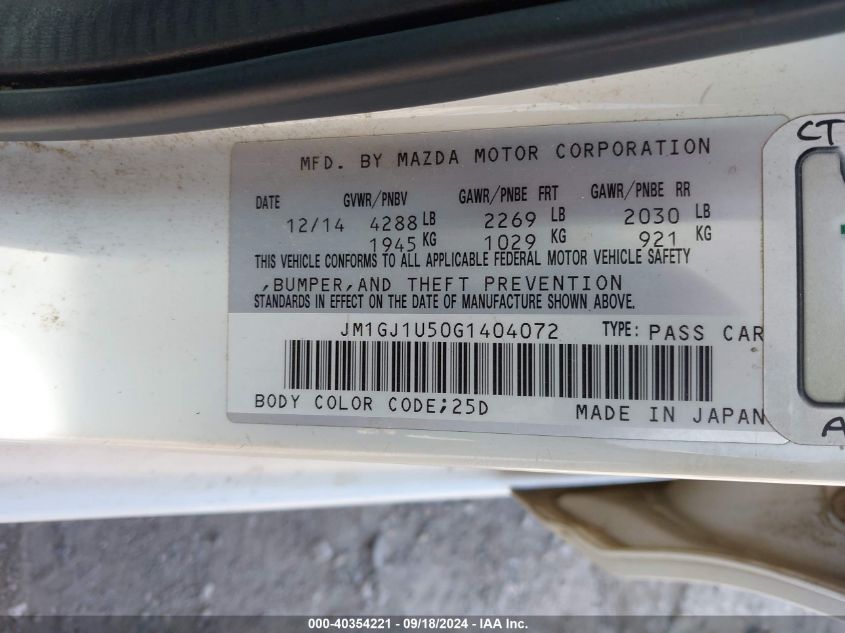 MFD. BY MAZDA MOTOR CORPORATION
DATE GVWR/PNBV GAWR/PNBE FRT GAWR/PNBE RR
12/14 4288 LB 2269 LB 2030 LB
1945 KG 1029 KG 921 KG
THIS VEHICLE CONFORMS TO ALL APPLICABLE FEDERAL MOTOR VEHICLE SAFETY
,BUMPER,AND THEFT PREVENTION
STANDARDS IN EFFECT ON THE DATE OF MANUFACTURE SHOWN ABOVE.
JM1GJ1U50G1404072 TYPE: PASS CAR
BODY COLOR CODE;25D MADE IN JAPAN
CT
A
000-40354221 - 09/18/2024 - IAA Inc.